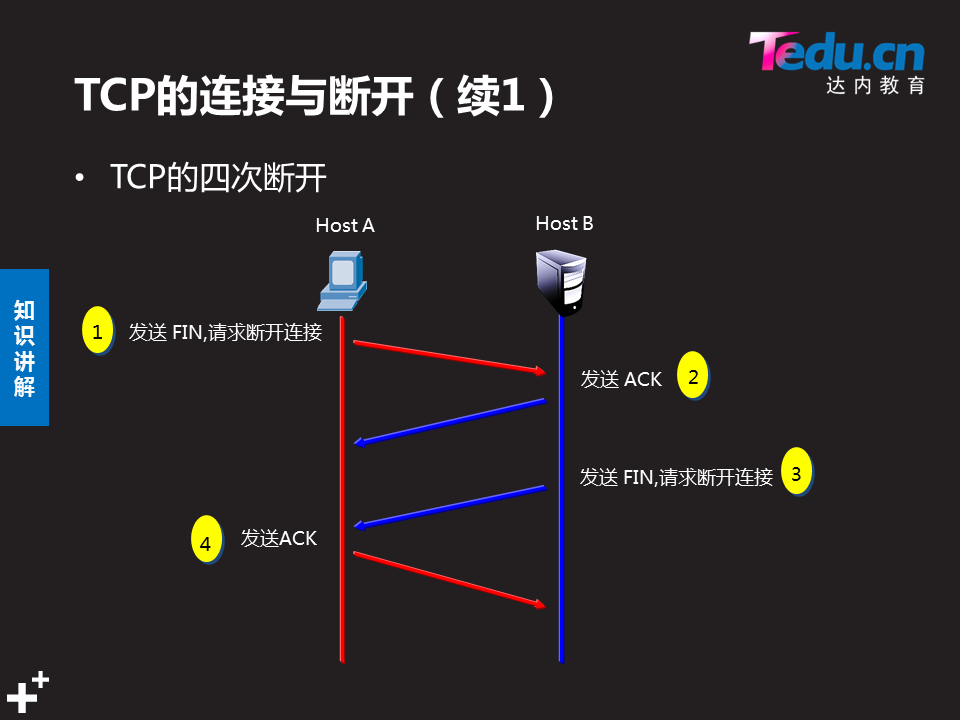 Tedu.cn
达内教育
TCP的连接与断开（续1）
• TCP的四次断开
Host A
Host B
知识讲解
1 发送 FIN,请求断开连接
发送 ACK 2
发送 FIN,请求断开连接 3
4 发送ACK